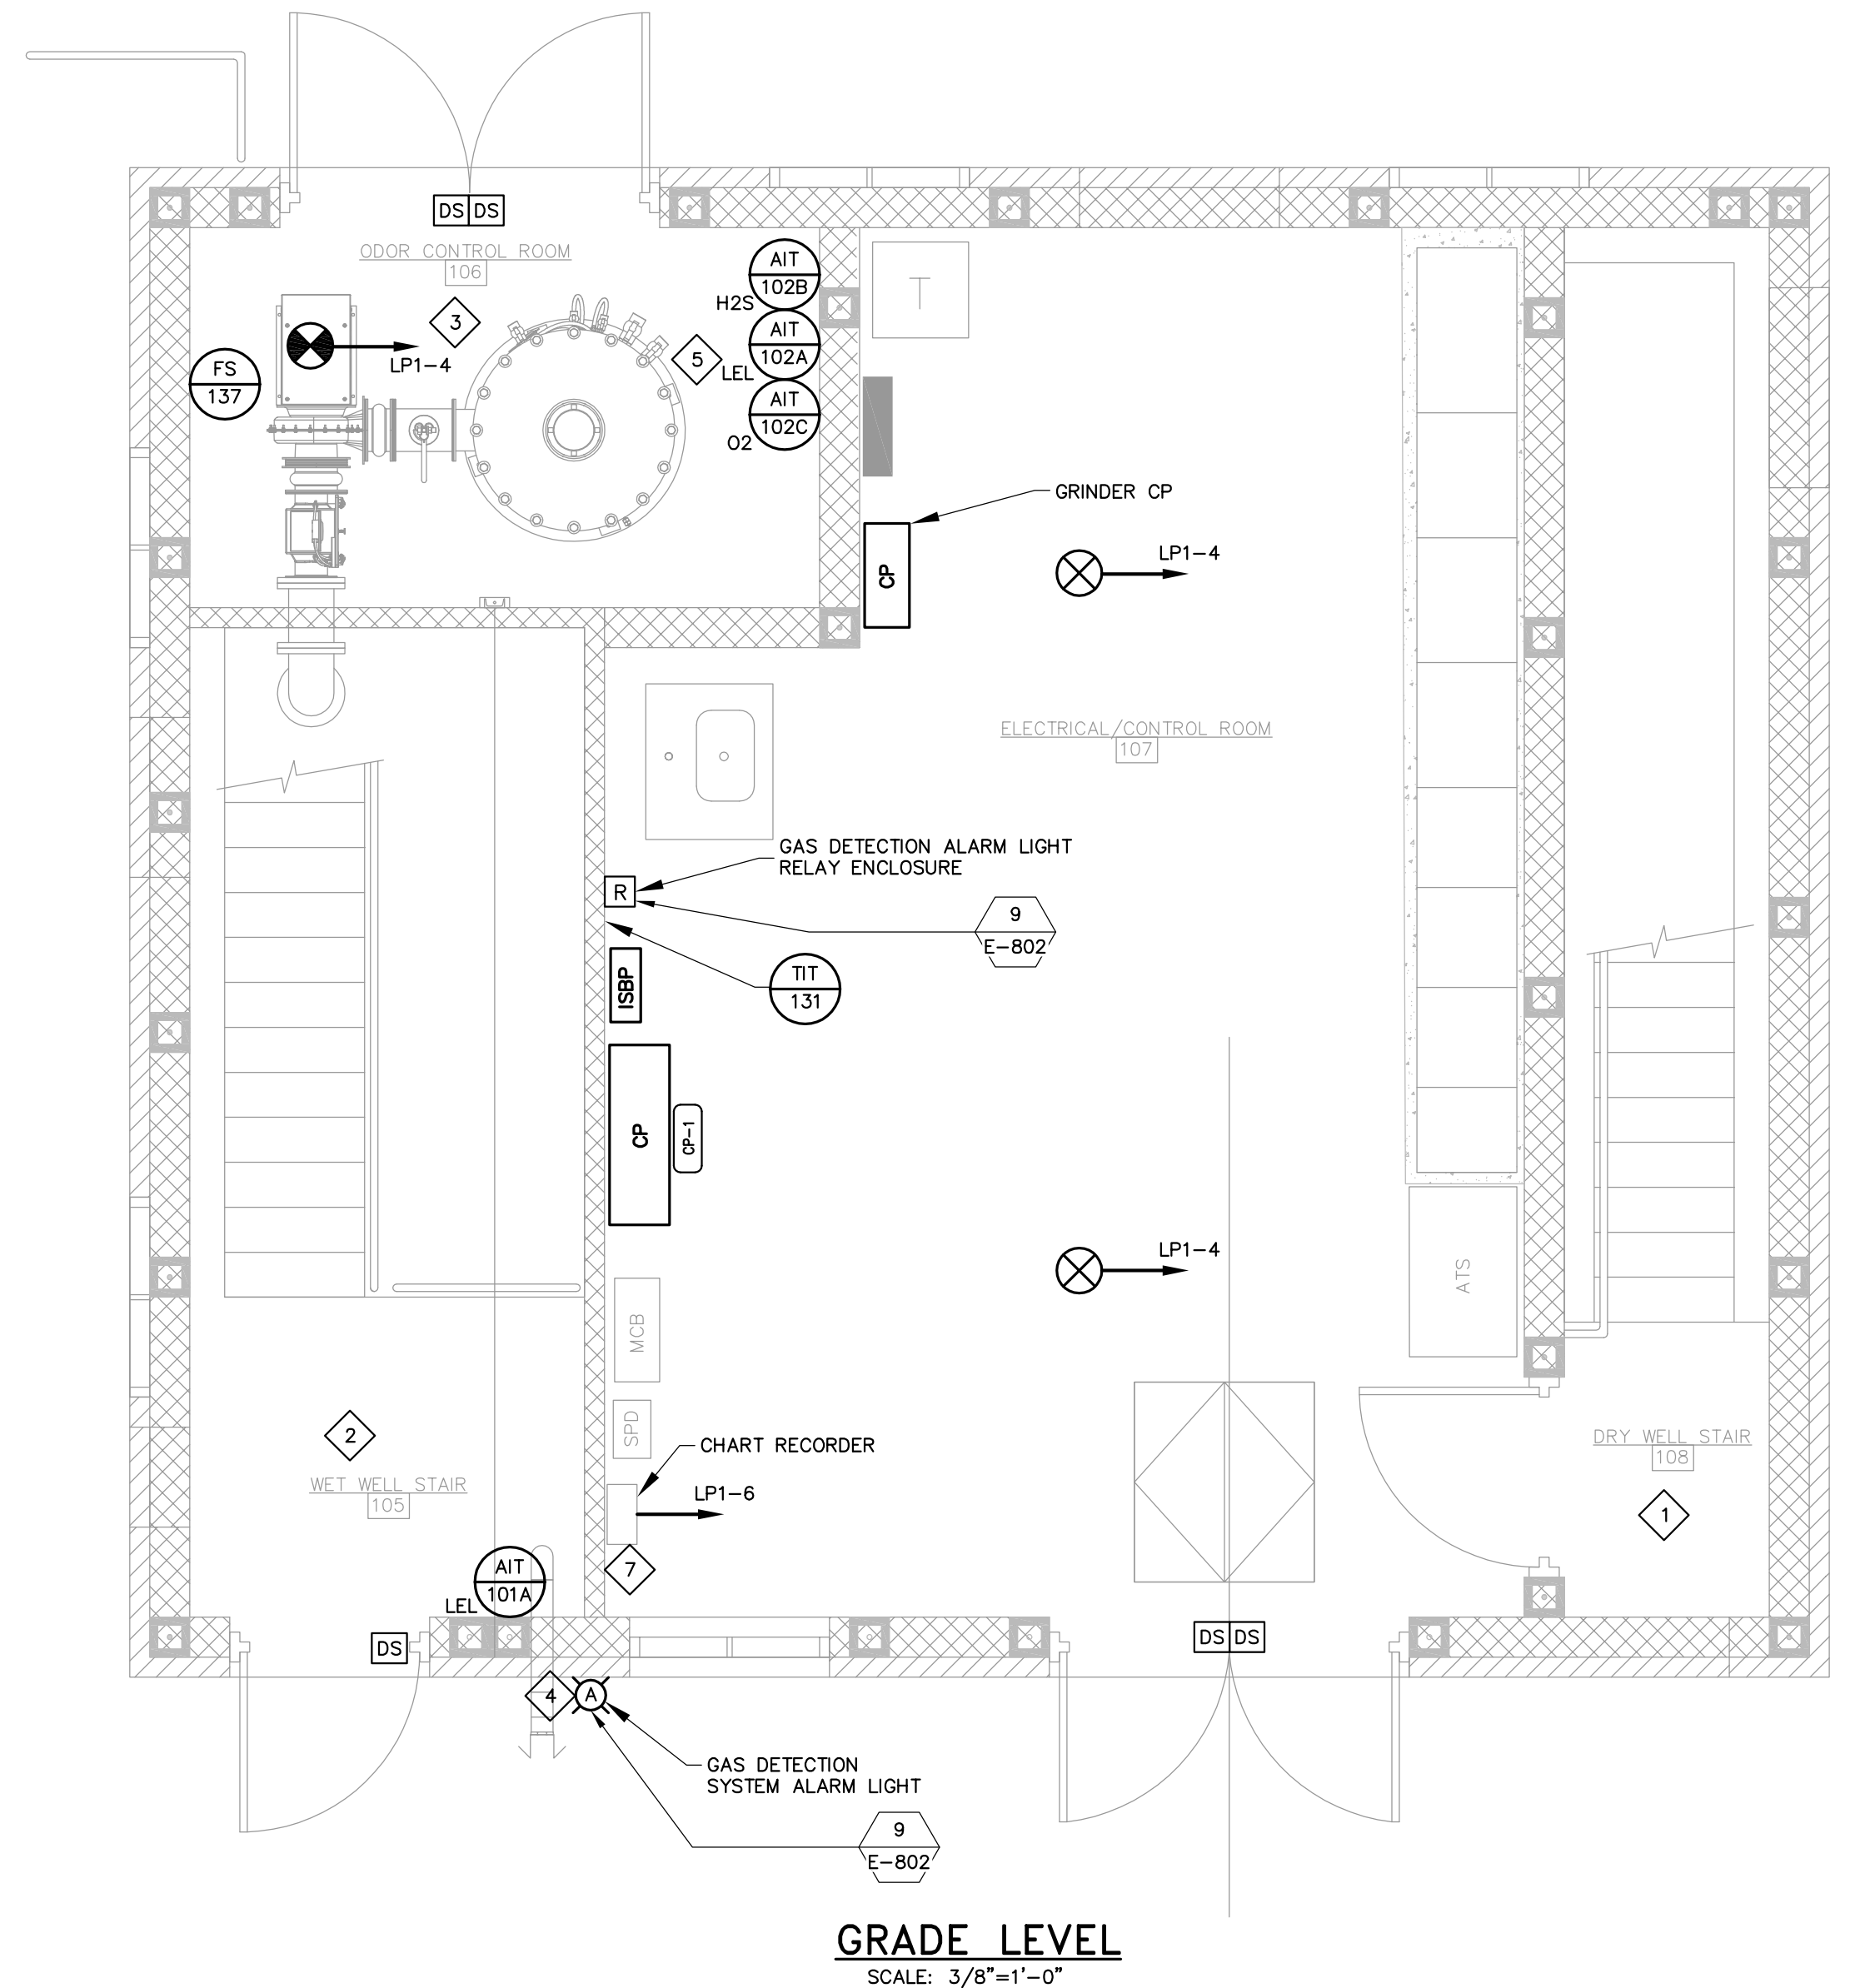 DS DS
ODOR CONTROL ROOM
106
3
LP1-4
FS
137
5
AIT
102B
H2S
AIT
102A
LEL
AIT
102C
O2
T
GRINDER CP
CP
LP1-4
ELECTRICAL/CONTROL ROOM
107
GAS DETECTION ALARM LIGHT
RELAY ENCLOSURE
R
9
E-802
TIT
131
ISBP
CP
CP-1
LP1-4
ATS
MCB
SPD
CHART RECORDER
LP1-6
7
2
WET WELL STAIR
105
DRY WELL STAIR
108
1
AIT
101A
LEL
DS
DS DS
4
A
GAS DETECTION
SYSTEM ALARM LIGHT
9
E-802
GRADE LEVEL
SCALE: 3/8"=1'-0"